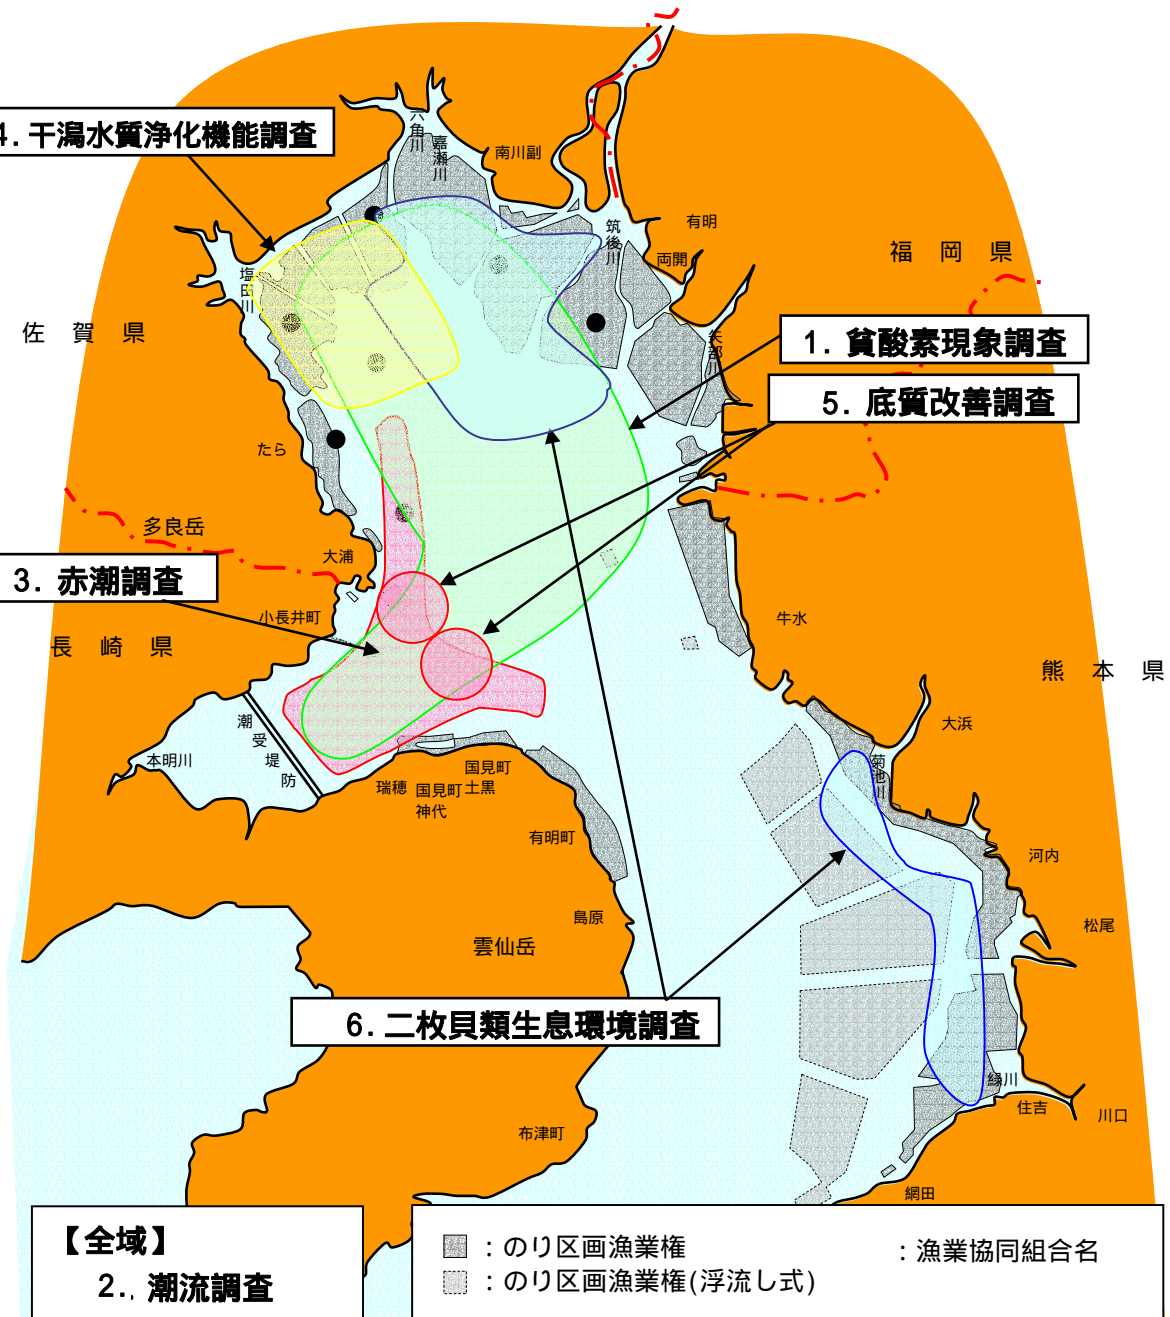 六角川
嘉瀬川
南川副
4. 干潟水質浄化機能調査
筑後川
有明
両開
福岡県
塩田川
佐賀県
矢部川
1. 貧酸素現象調査
5. 底質改善調査
たら
多良岳
大浦
3. 赤潮調査
小長井町
牛水
長崎県
熊本県
大浜
潮受堤防
本明川
菊池川
瑞穂
国見町
神代
国見町
土黒
有明町
河内
島原
松尾
雲仙岳
6. 二枚貝類生息環境調査
緑川
住吉
川口
布津町
網田
【全域】
2., 潮流調査
：のり区画漁業権
：漁業協同組合名
：のり区画漁業権(浮流し式)